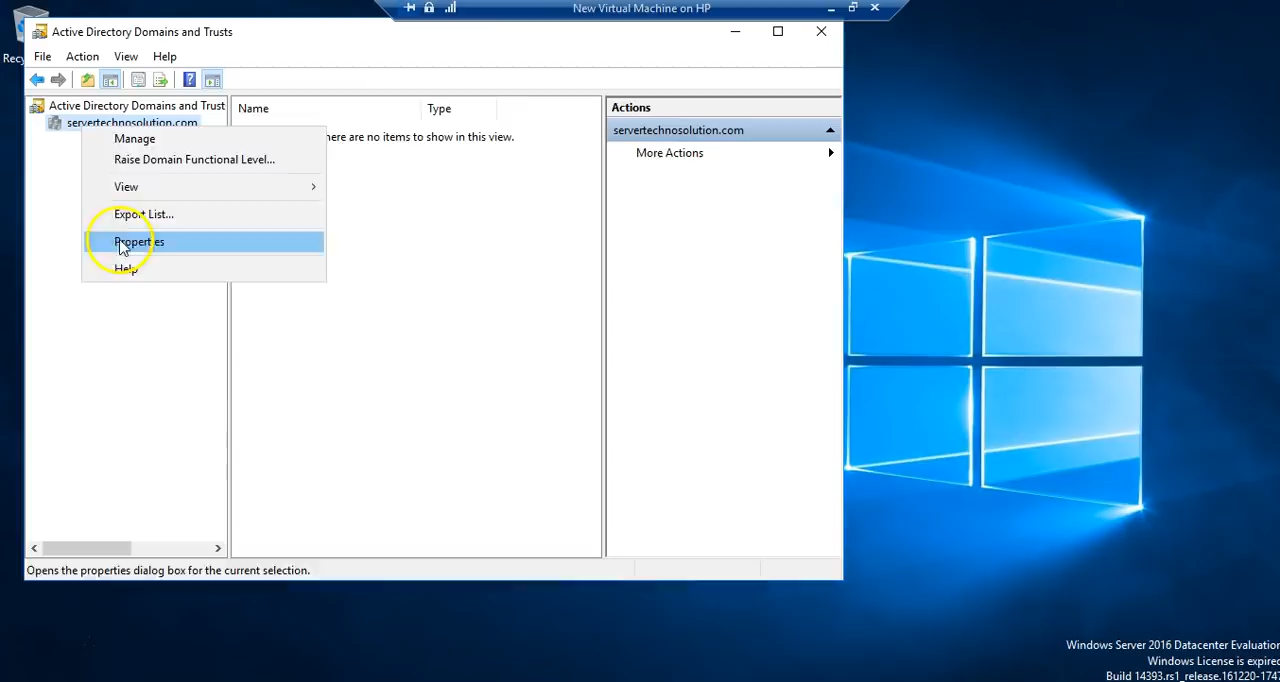 New Virtual Machine on HP
Active Directory Domains and Trusts
File Action View Help
Active Directory Domains and Trust
servertechnosolution.com
Name Type
here are no items to show in this view.
Manage
Raise Domain Functional Level...
View
Export List...
Properties
Help
Actions
servertechnosolution.com
More Actions
Opens the properties dialog box for the current selection.
Recy
Windows Server 2016 Datacenter Evaluation
Windows License is expired
Build 14393.rs1_release.161220-1747